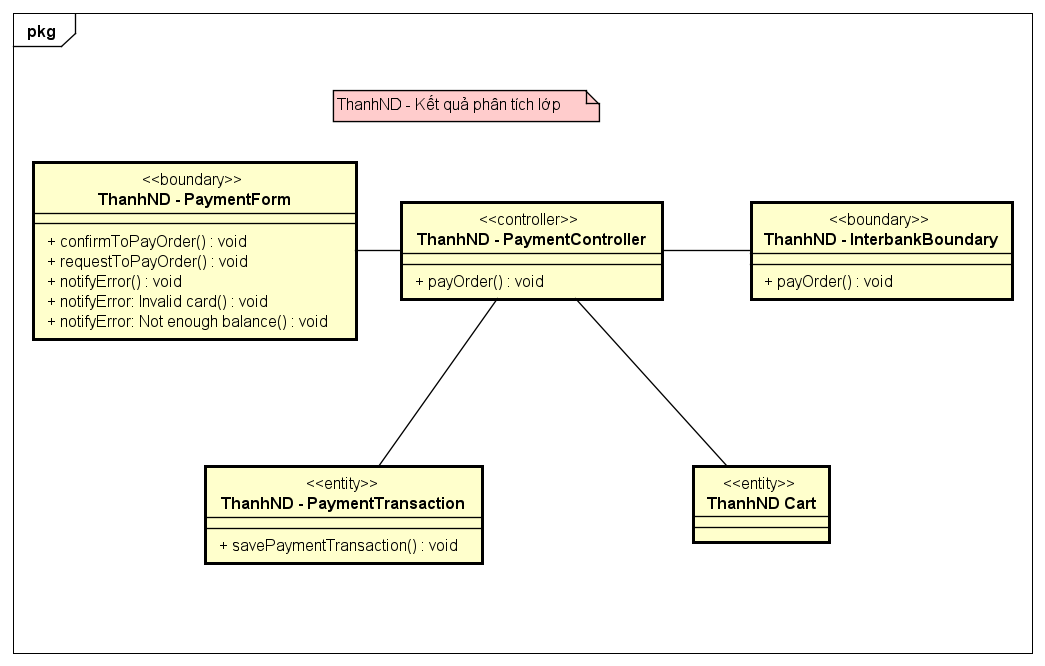 pkg
ThanhND - Kết quả phân tích lớp
<<boundary>>
ThanhND - PaymentForm
+ confirmToPayOrder() : void
+ requestToPayOrder() : void
+ notifyError() : void
+ notifyError: Invalid card() : void
+ notifyError: Not enough balance() : void
<<controller>>
ThanhND - PaymentController
+ payOrder() : void
<<boundary>>
ThanhND - InterbankBoundary
+ payOrder() : void
<<entity>>
ThanhND - PaymentTransaction
+ savePaymentTransaction() : void
<<entity>>
ThanhND Cart